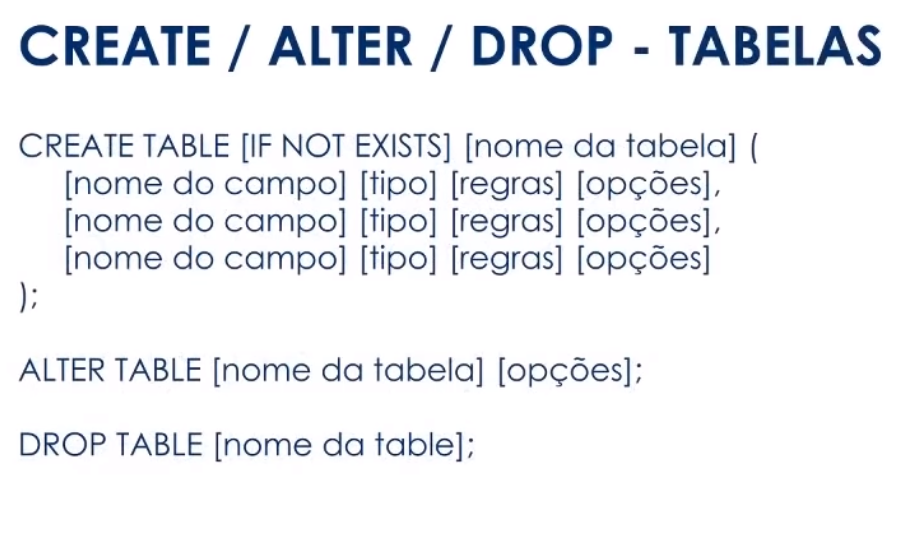 CREATE / ALTER / DROP - TABELAS
CREATE TABLE [IF NOT EXISTS] [nome da tabela] (
[nome do campo] [tipo] [regras] [opções],
[nome do campo] [tipo] [regras] [opções],
[nome do campo] [tipo] [regras] [opções]
);
ALTER TABLE [nome da tabela] [opções];
DROP TABLE [nome da table];